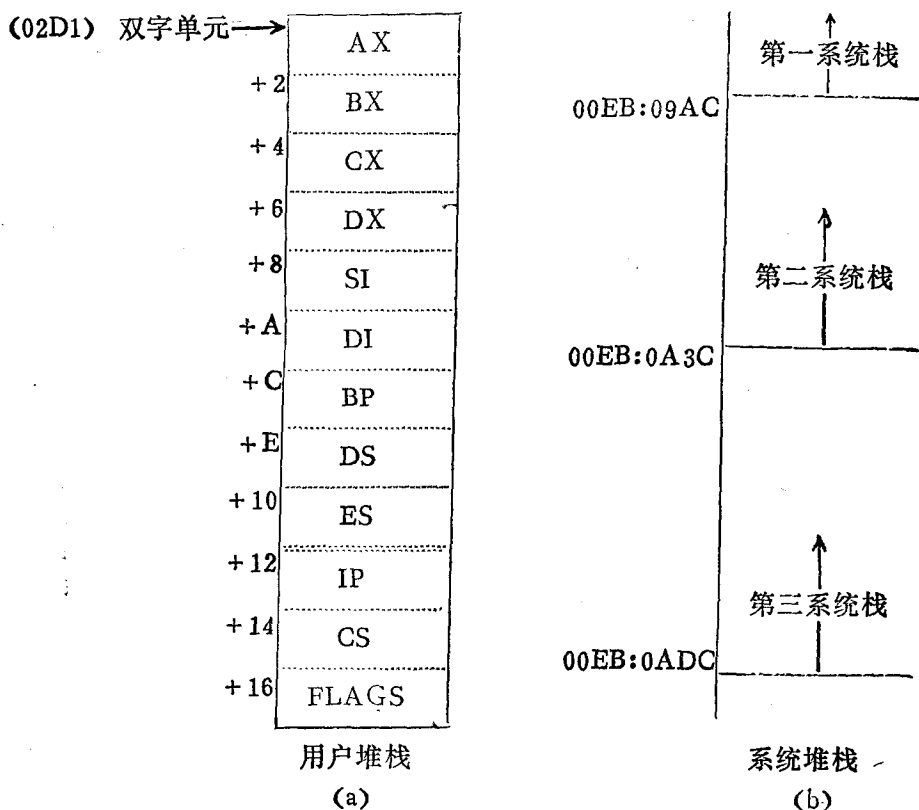 (02D1) 双字单元
AX
+2
BX
+4
CX
+6
DX
+8
SI
+A
DI
+C
BP
+E
DS
+10
ES
+12
IP
+14
CS
+16
FLAGS
用户堆栈
(a)
第一系统栈
00EB:09AC
第二系统栈
00EB:0A3C
第三系统栈
00EB:0ADC
系统堆栈
(b)